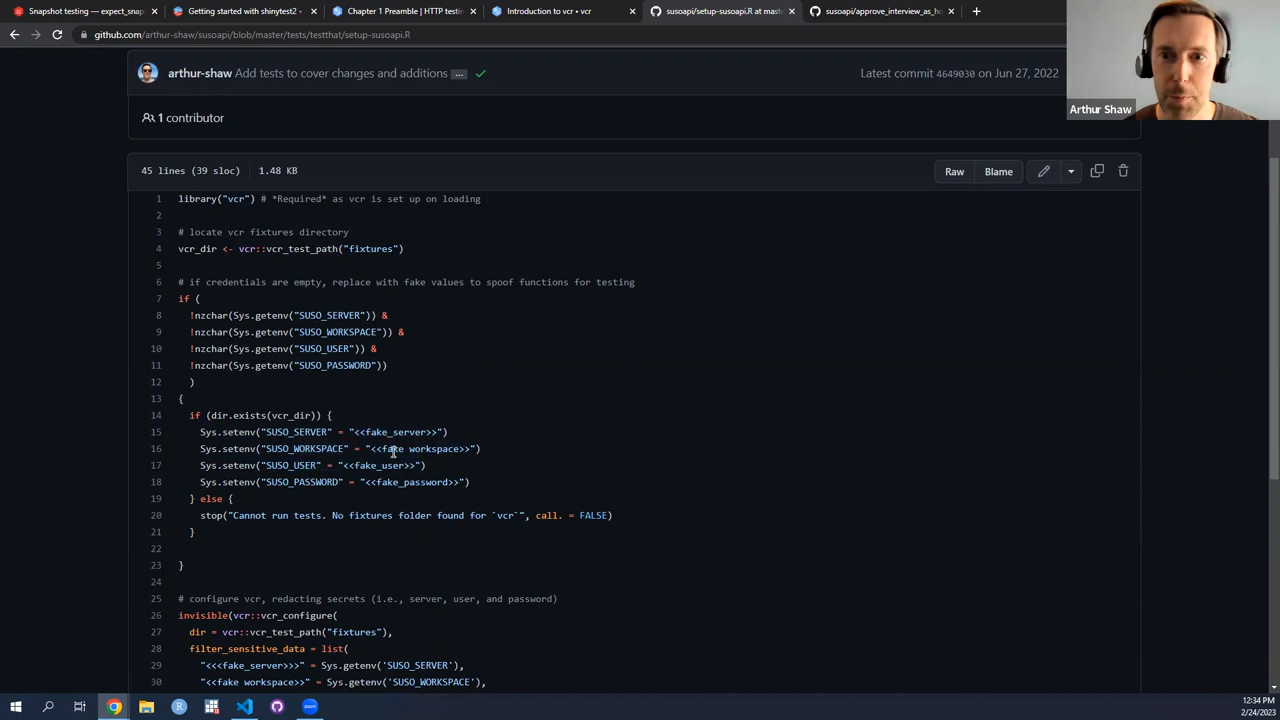 Snapshot testing — expect_snap
Getting started with shinytest2 -
Chapter 1 Preamble | HTTP test
Introduction to vcr • vcr
susoapi/setup-susoapi.R at mast
susoapi/approve_interview_as_ho
github.com/arthur-shaw/susoapi/blob/master/tests/testthat/setup-susoapi.R
Arthur Shaw
arthur-shaw Add tests to cover changes and additions ... Latest commit 4649030 on Jun 27, 2022
1 contributor
45 lines (39 sloc) 1.48 KB Raw Blame
1 library("vcr") # *Required* as vcr is set up on loading
2
3 # locate vcr fixtures directory
4 vcr_dir <- vcr::vcr_test_path("fixtures")
5
6 # if credentials are empty, replace with fake values to spoof functions for testing
7 if (
8 !nzchar(Sys.getenv("SUSO_SERVER")) &
9 !nzchar(Sys.getenv("SUSO_WORKSPACE")) &
10 !nzchar(Sys.getenv("SUSO_USER")) &
11 !nzchar(Sys.getenv("SUSO_PASSWORD"))
12 )
13 {
14 if (dir.exists(vcr_dir)) {
15 Sys.setenv("SUSO_SERVER" = "<<fake_server>>")
16 Sys.setenv("SUSO_WORKSPACE" = "<<fake workspace>>")
17 Sys.setenv("SUSO_USER" = "<<fake_user>>")
18 Sys.setenv("SUSO_PASSWORD" = "<<fake_password>>")
19 } else {
20 stop("Cannot run tests. No fixtures folder found for `vcr`", call. = FALSE)
21 }
22
23 }
24
25 # configure vcr, redacting secrets (i.e., server, user, and password)
26 invisible(vcr::vcr_configure(
27 dir = vcr::vcr_test_path("fixtures"),
28 filter_sensitive_data = list(
29 "<<<fake_server>>>" = Sys.getenv('SUSO_SERVER'),
30 "<<fake workspace>>" = Sys.getenv('SUSO_WORKSPACE'),
12:34 PM
2/24/2023